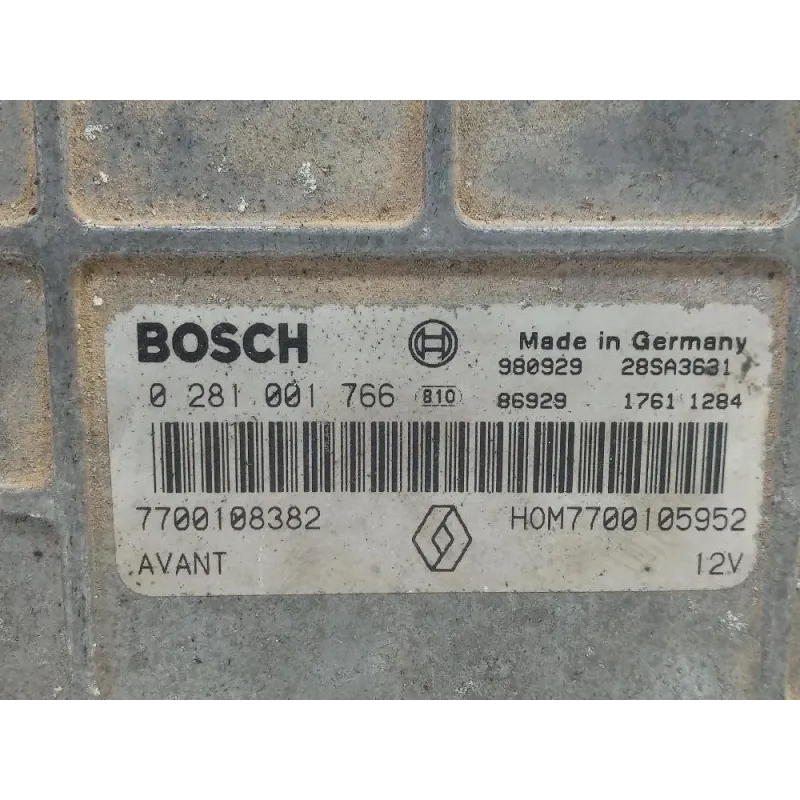 BOSCH Made in Germany
980929 28SA3631
0 281 001 766 810 86929 1761 1284
7700108382 HOM7700105952
AVANT 12V